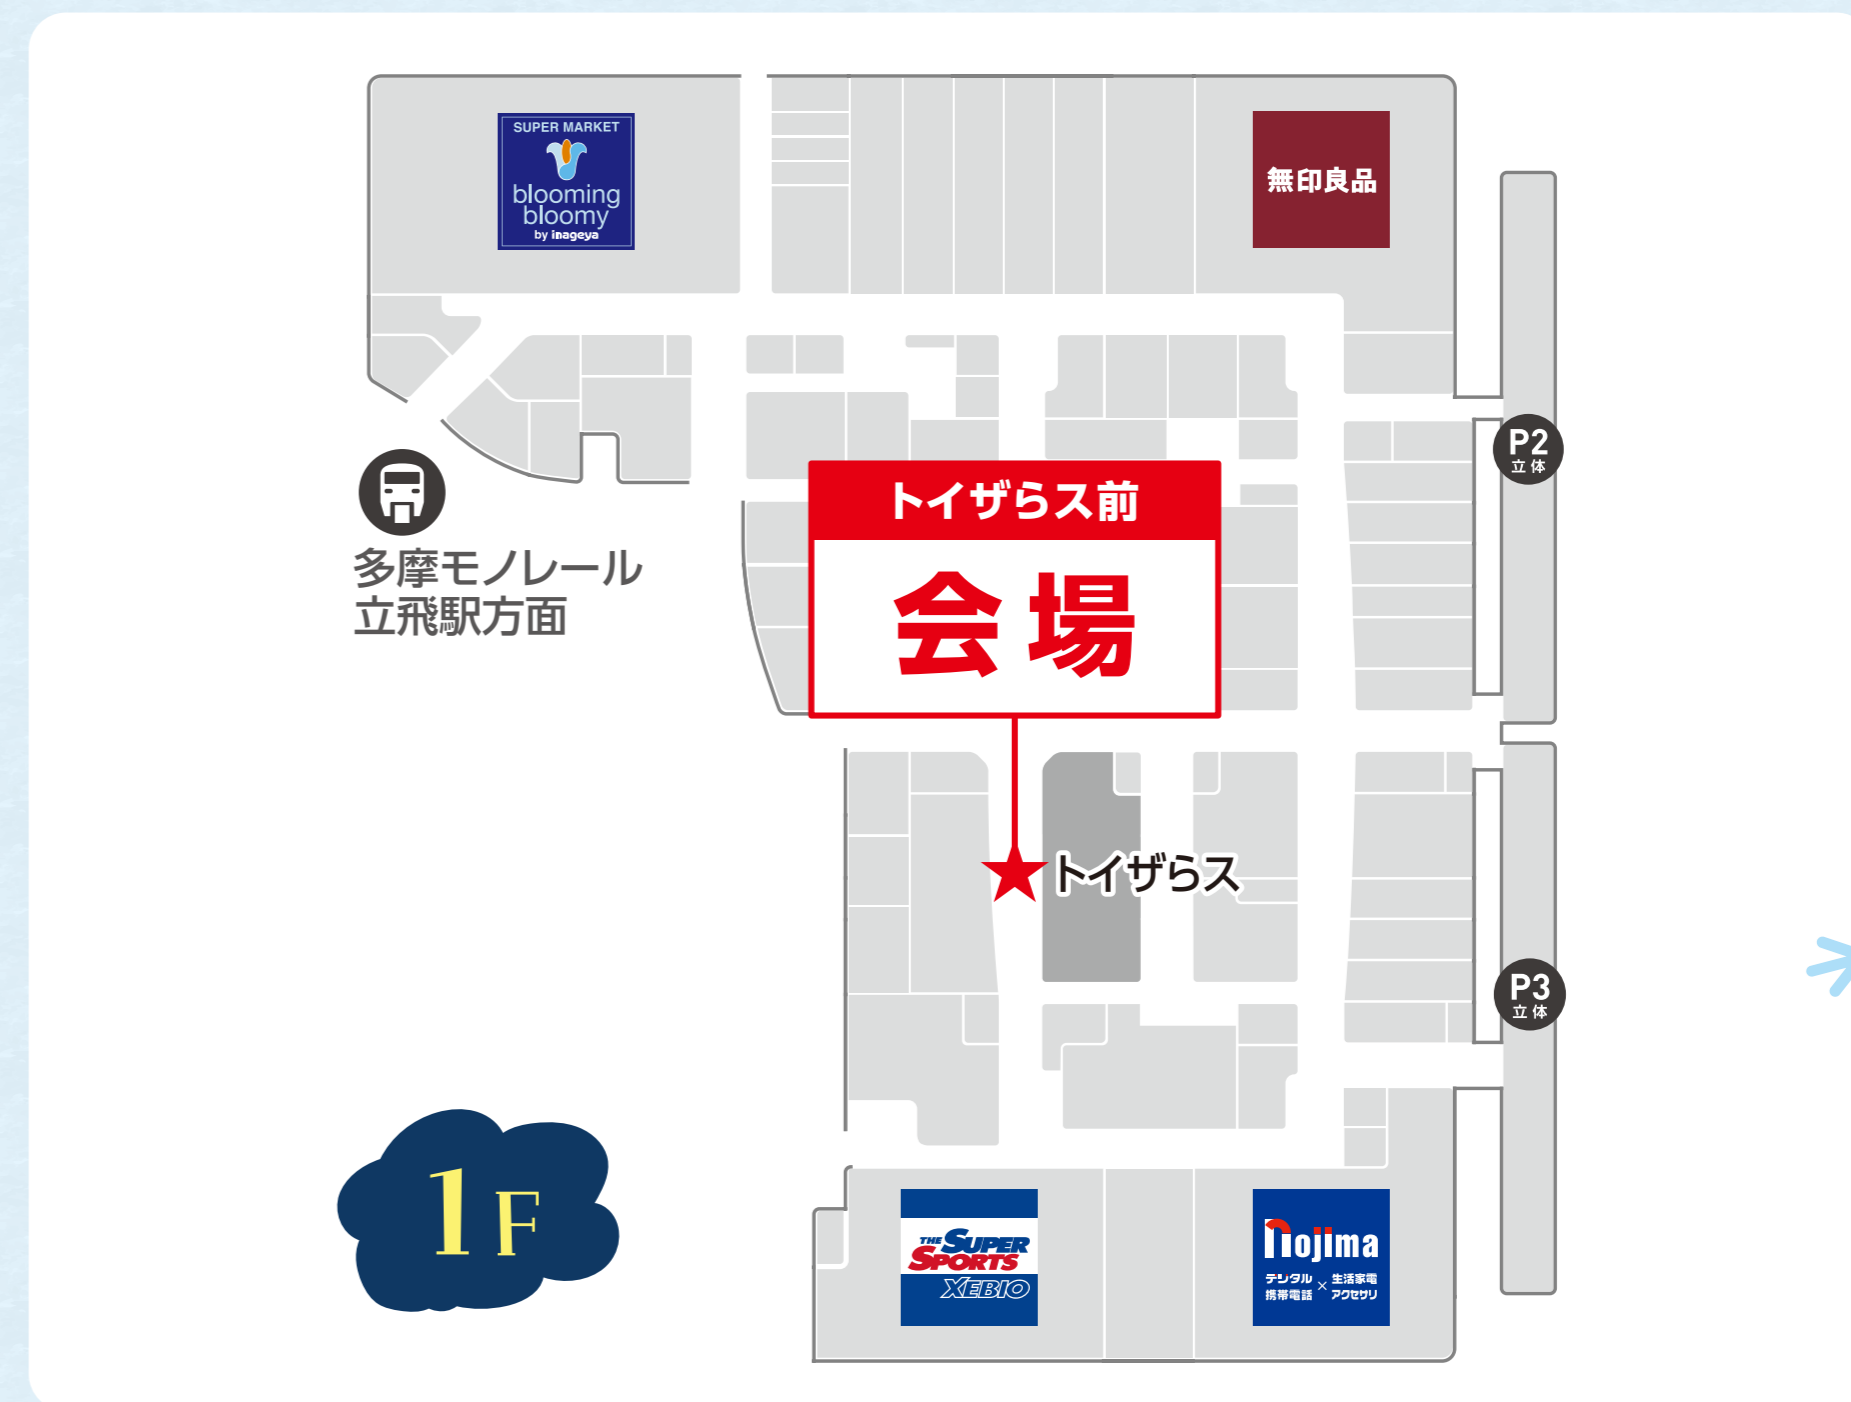 SUPER MARKET
blooming
bloomy
by inageya
無印良品
P2
立体
多摩モノレール
立飛駅方面
トイザらス前
会場
トイザらス
P3
立体
1F
THE SUPER
SPORTS
XEBIO
nojima
デジタル × 生活家電
携帯電話 アクセサリ